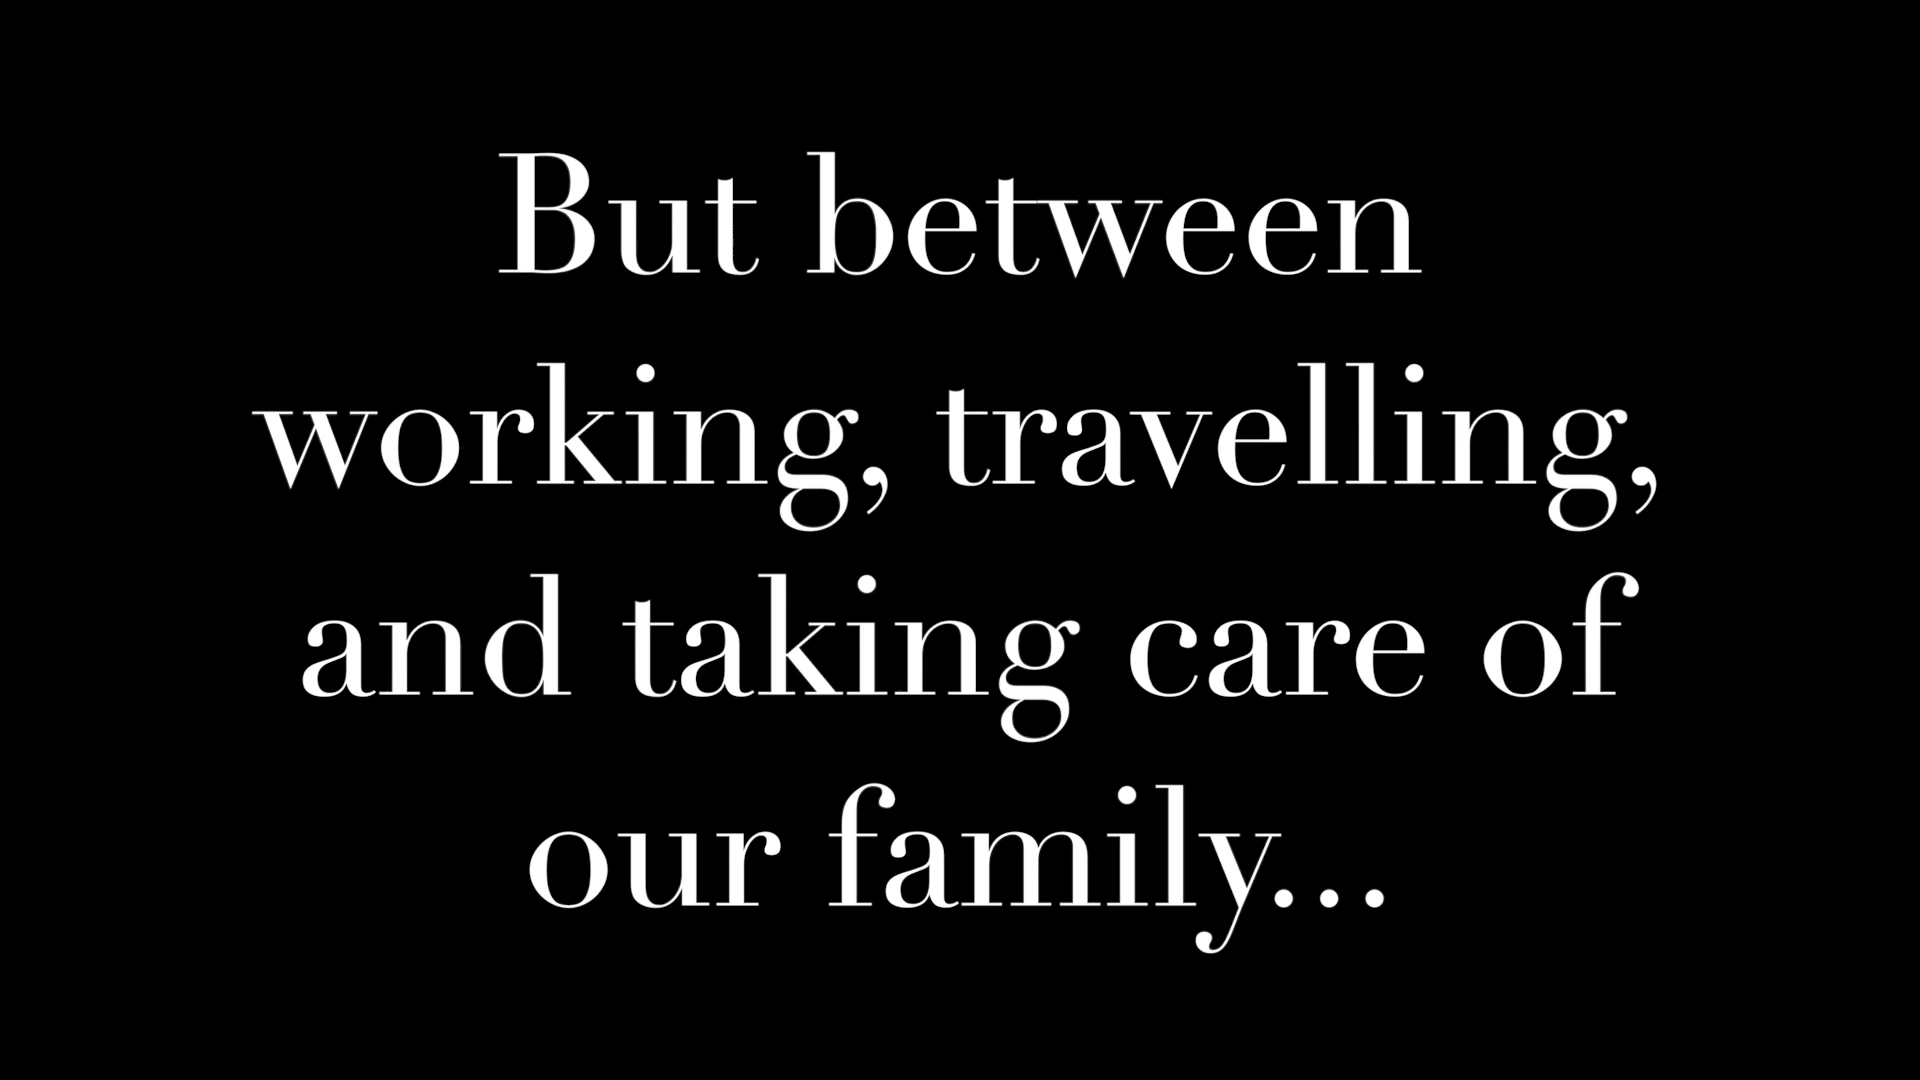 But between
working, travelling,
and taking care of
our family...